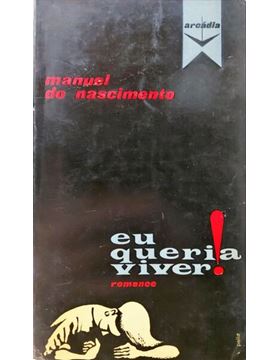 arcádia
manuel
do nascimento
eu
queria
viver!
romance